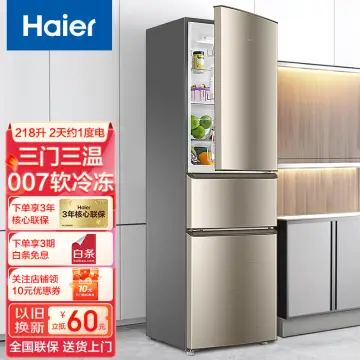 Haier
218升 2天约1度电
三门三温
007软冷冻
下单享3年
核心联保
Haier
3年核心联保
下单享3期
白条免息
白条
关注店铺领
10元优惠券
10元
以旧
换新
立抵60元
全国联保 送货上门